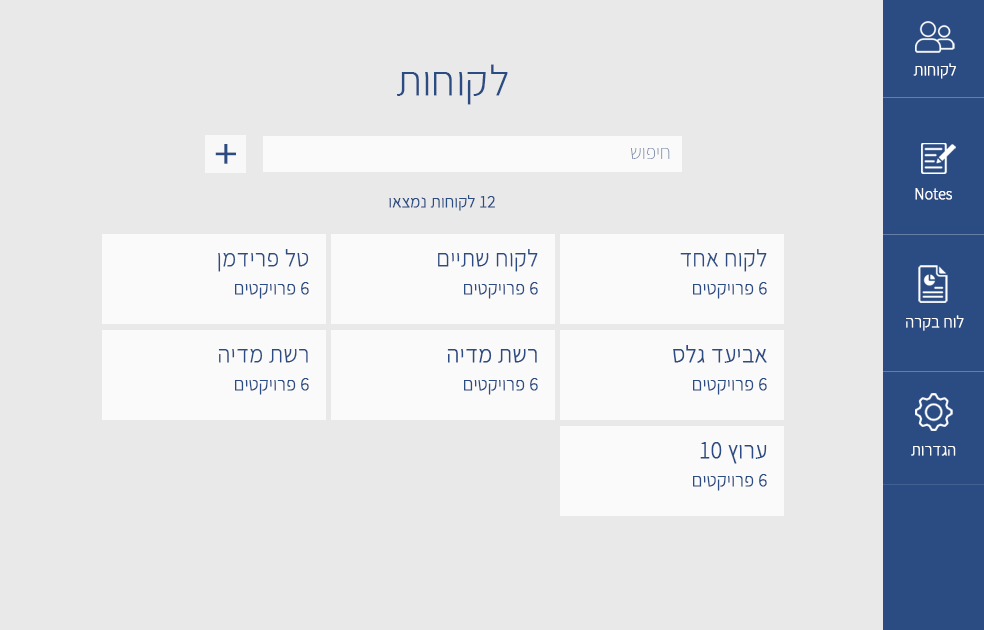 לקוחות
Notes
לוח בקרה
הגדרות
לקוחות
חיפוש
12 לקוחות נמצאו
לקוח אחד
6 פרויקטים
לקוח שתיים
6 פרויקטים
טל פרידמן
6 פרויקטים
אביעד גלס
6 פרויקטים
רשת מדיה
6 פרויקטים
רשת מדיה
6 פרויקטים
ערוץ 10
6 פרויקטים